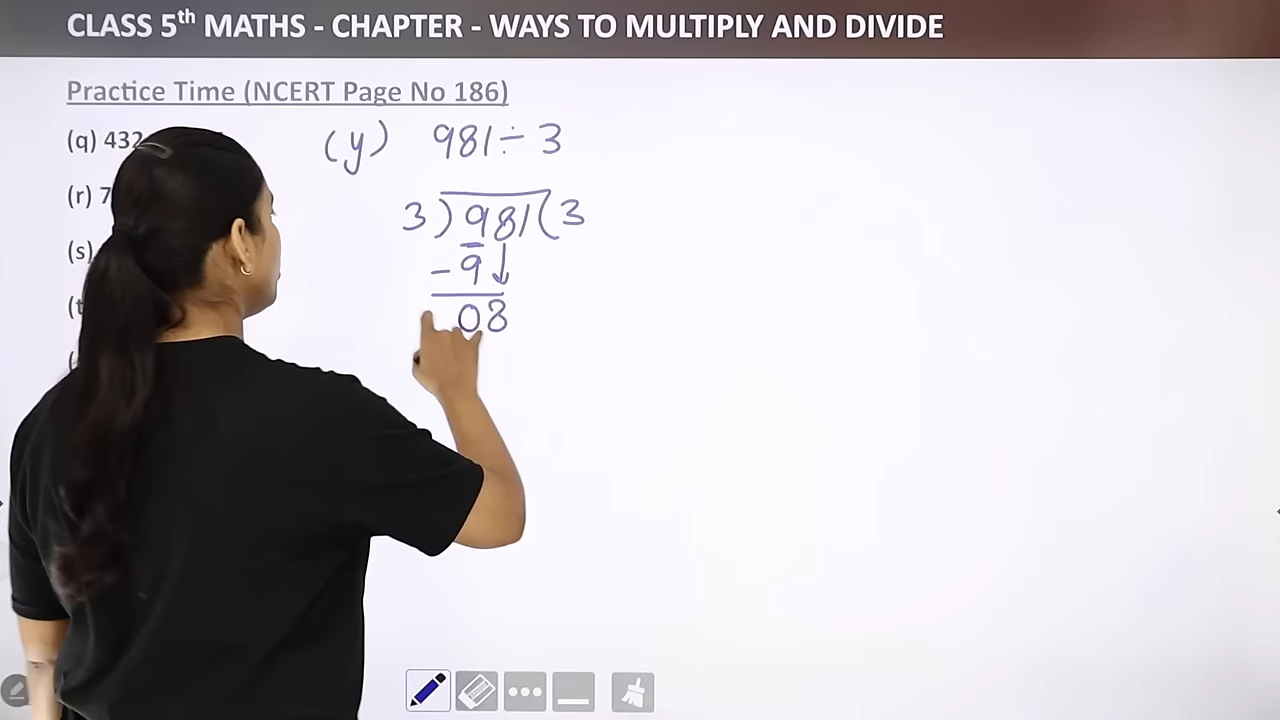 CLASS 5th MATHS - CHAPTER - WAYS TO MULTIPLY AND DIVIDE
Practice Time (NCERT Page No 186)
(q) 432
(y) 981 ÷ 3
(r) 7
3 ) 981 ( 3
(s)
- 9 ↓
08